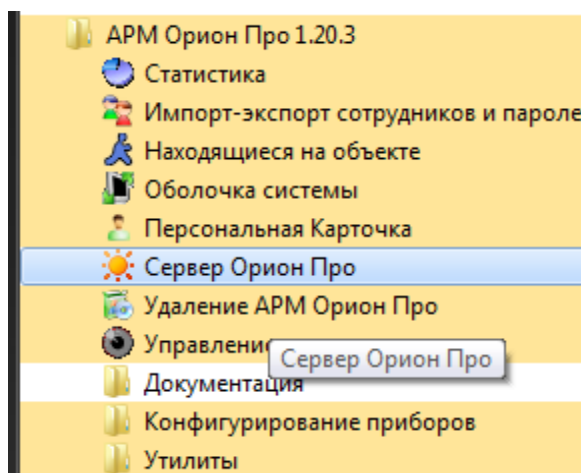 АРМ Орион Про 1.20.3
Статистика
Импорт-экспорт сотрудников и пароле
Находящиеся на объекте
Оболочка системы
Персональная Карточка
Сервер Орион Про
Удаление АРМ Орион Про
Управление
Сервер Орион Про
Документация
Конфигурирование приборов
Утилиты